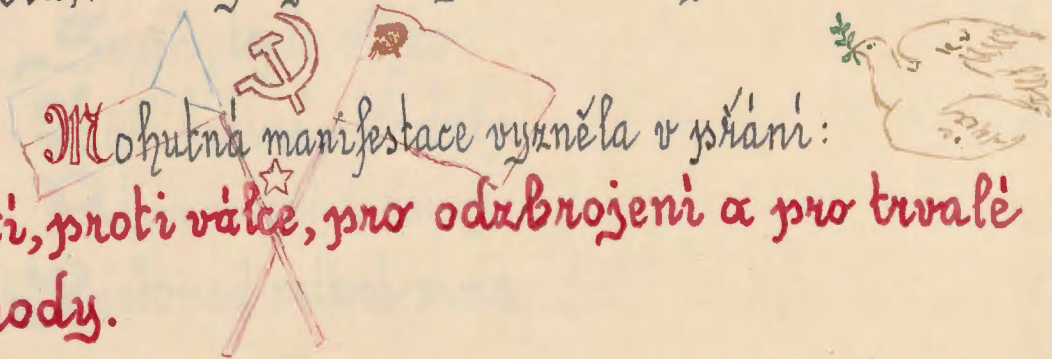 Mohutná manifestace vyzněla v přání:
proti válce, pro odzbrojení a pro trvalé
ody.